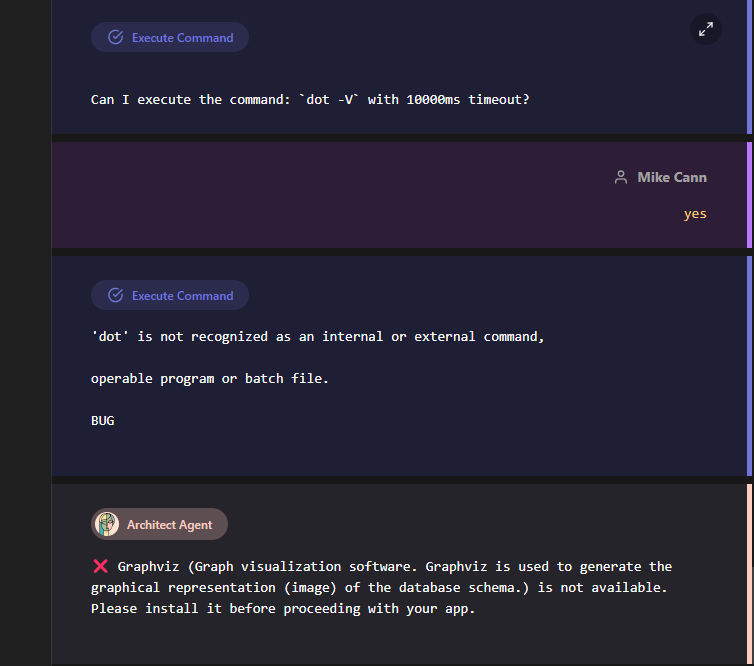 Execute Command
Can I execute the command: `dot -V` with 10000ms timeout?
Mike Cann
yes
Execute Command
'dot' is not recognized as an internal or external command,
operable program or batch file.
BUG
Architect Agent
❌ Graphviz (Graph visualization software. Graphviz is used to generate the
graphical representation (image) of the database schema.) is not available.
Please install it before proceeding with your app.